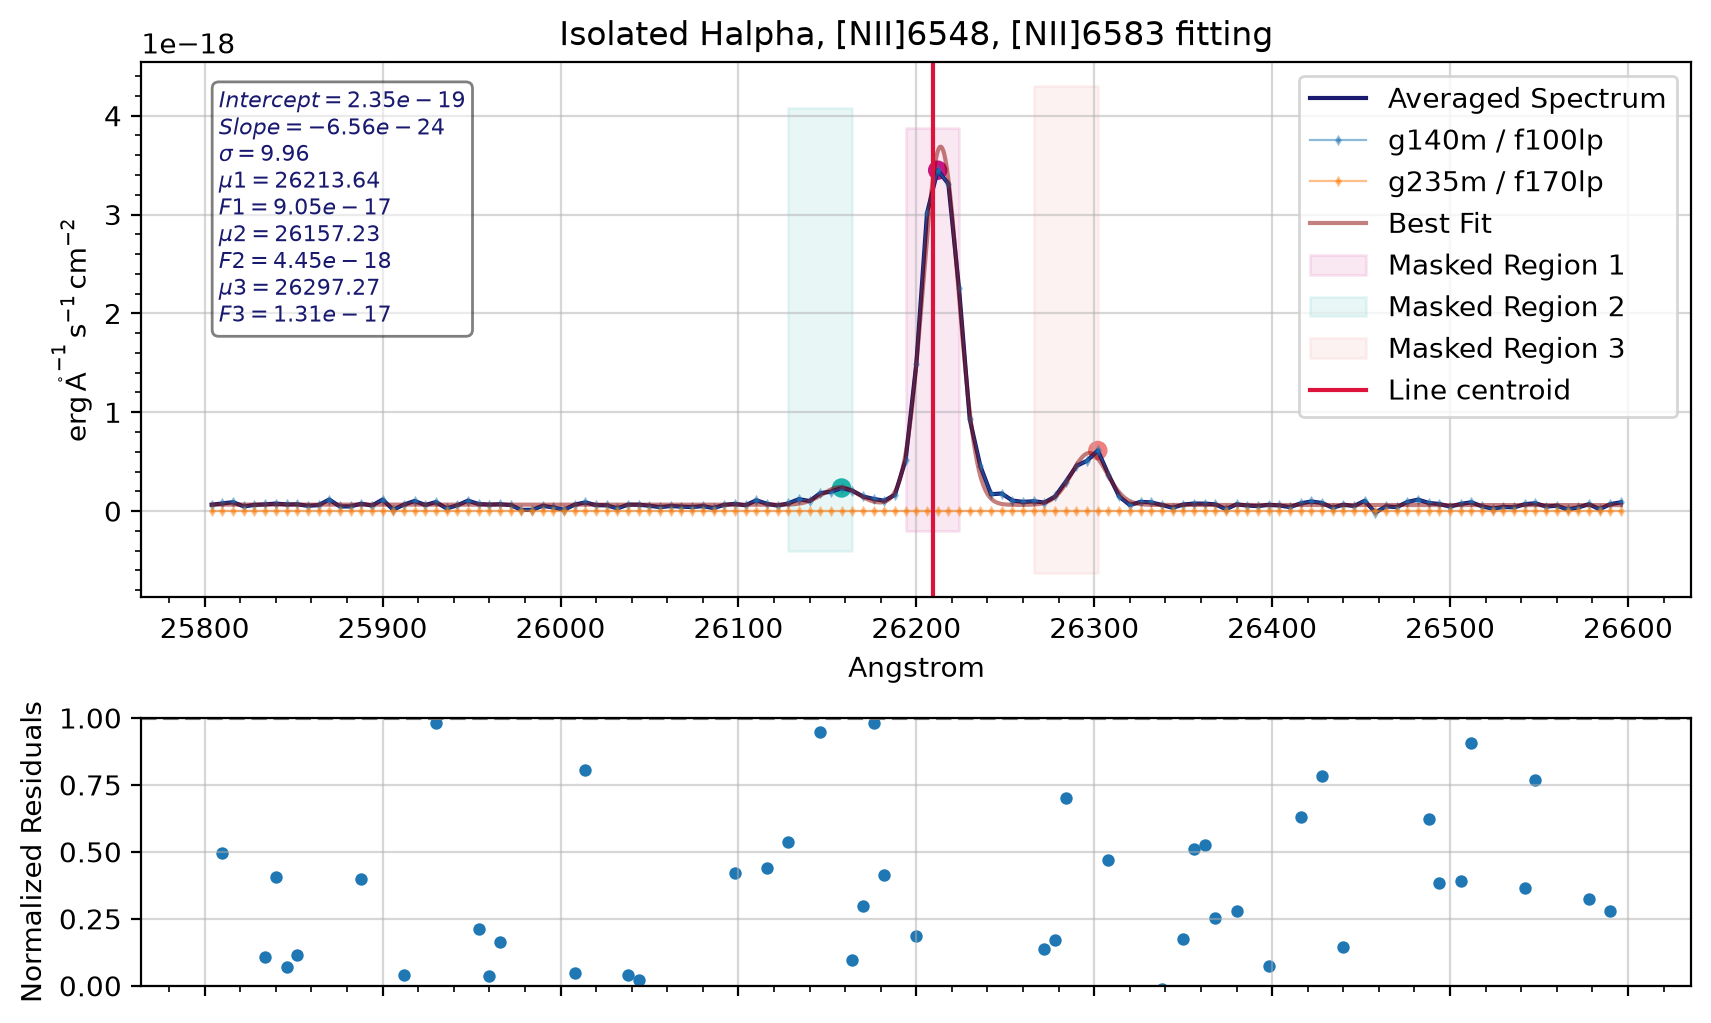 Isolated Halpha, [NII]6548, [NII]6583 fitting
1e−18
Intercept = 2.35e − 19
Slope = −6.56e − 24
σ = 9.96
μ1 = 26213.64
F1 = 9.05e − 17
μ2 = 26157.23
F2 = 4.45e − 18
μ3 = 26297.27
F3 = 1.31e − 17
Averaged Spectrum
g140m / f100lp
g235m / f170lp
Best Fit
Masked Region 1
Masked Region 2
Masked Region 3
Line centroid
erg Å⁻¹ s⁻¹ cm⁻²
4
3
2
1
0
25800 25900 26000 26100 26200 26300 26400 26500 26600
Angstrom
Normalized Residuals
1.00
0.75
0.50
0.25
0.00